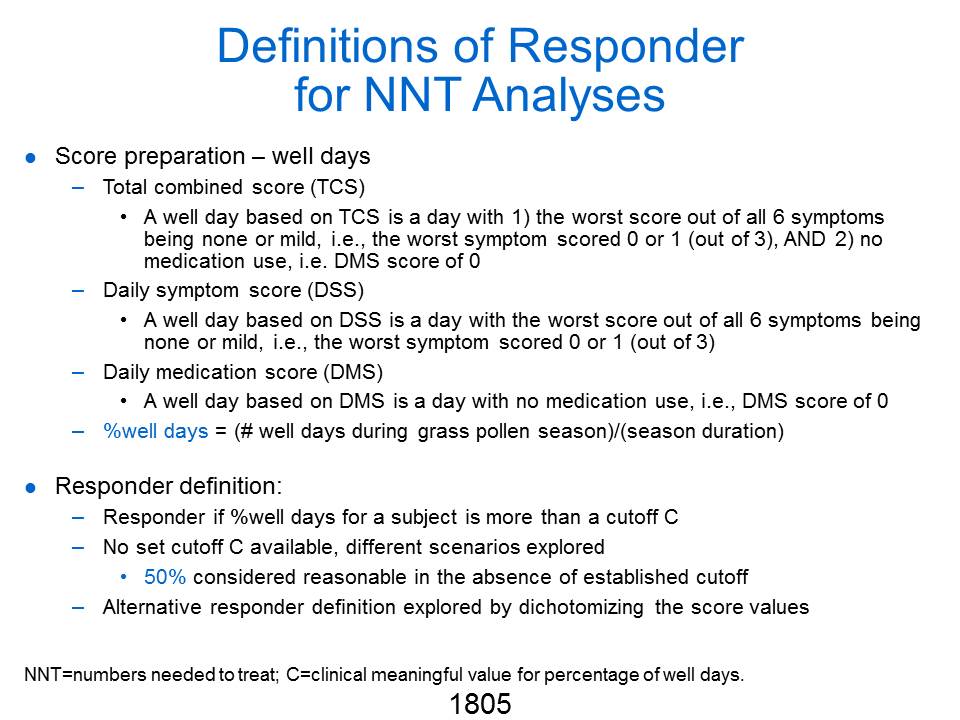 Definitions of Responder
for NNT Analyses
● Score preparation – well days
– Total combined score (TCS)
• A well day based on TCS is a day with 1) the worst score out of all 6 symptoms
being none or mild, i.e., the worst symptom scored 0 or 1 (out of 3), AND 2) no
medication use, i.e. DMS score of 0
– Daily symptom score (DSS)
• A well day based on DSS is a day with the worst score out of all 6 symptoms being
none or mild, i.e., the worst symptom scored 0 or 1 (out of 3)
– Daily medication score (DMS)
• A well day based on DMS is a day with no medication use, i.e., DMS score of 0
– %well days = (# well days during grass pollen season)/(season duration)
● Responder definition:
– Responder if %well days for a subject is more than a cutoff C
– No set cutoff C available, different scenarios explored
• 50% considered reasonable in the absence of established cutoff
– Alternative responder definition explored by dichotomizing the score values
NNT=numbers needed to treat; C=clinical meaningful value for percentage of well days.
1805